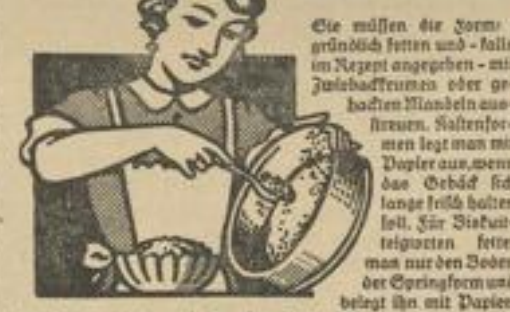 Sie müssen die Form
gründlich fetten und - falls
im Rezept angegeben - mit
Zwiebackkrumen oder ge-
hackten Mandeln aus-
streuen. Kastenfor-
men legt man mit
Papier aus, wenn
das Gebäck sich
lange frisch halten
soll. Für Biskuit-
teigtorten fettet
man nur den Boden
der Springform und
belegt ihn mit Papier